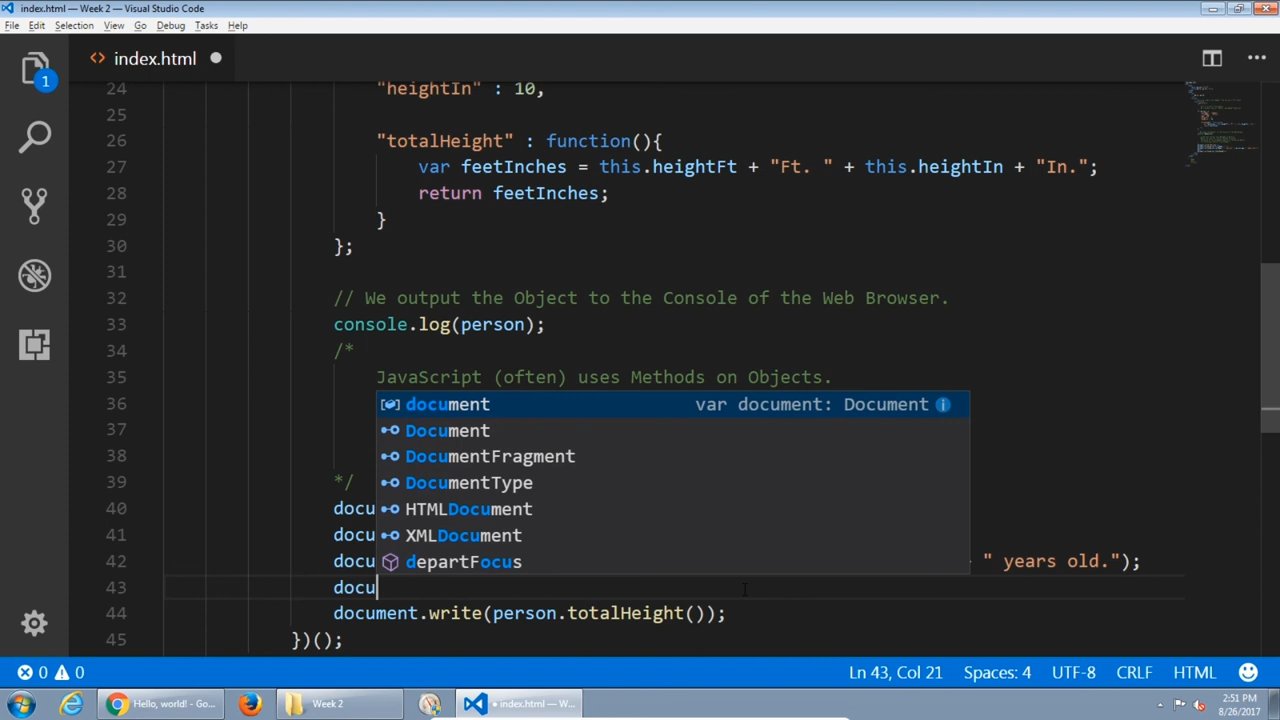 index.html — Week 2 — Visual Studio Code
File Edit Selection View Go Debug Tasks Help
1
index.html
24 "heightIn" : 10,
25
26 "totalHeight" : function(){
27 var feetInches = this.heightFt + "Ft. " + this.heightIn + "In.";
28 return feetInches;
29 }
30 };
31
32 // We output the Object to the Console of the Web Browser.
33 console.log(person);
34 /*
35 JavaScript (often) uses Methods on Objects.
36
37
38
39 */
40 docu
41 docu
42 docu " years old.");
43 docu
44 document.write(person.totalHeight());
45 })();
document var document: Document
Document
DocumentFragment
DocumentType
HTMLDocument
XMLDocument
departFocus
0 0 Ln 43, Col 21 Spaces: 4 UTF-8 CRLF HTML
Hello, world! - Go... Week 2 index.html — W... 2:51 PM
8/26/2017